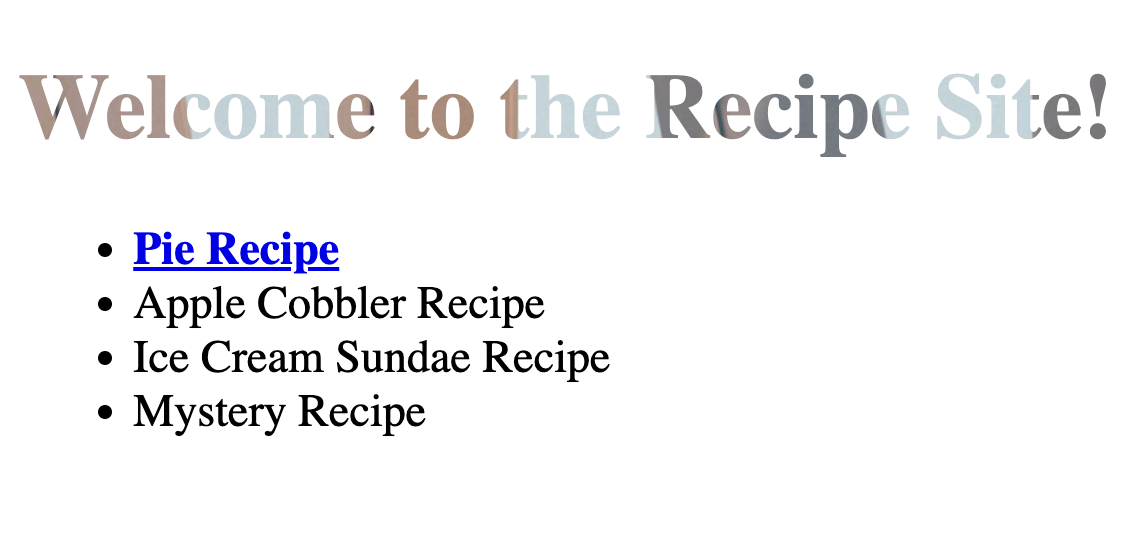 Welcome to the Recipe Site!
Pie Recipe
Apple Cobbler Recipe
Ice Cream Sundae Recipe
Mystery Recipe